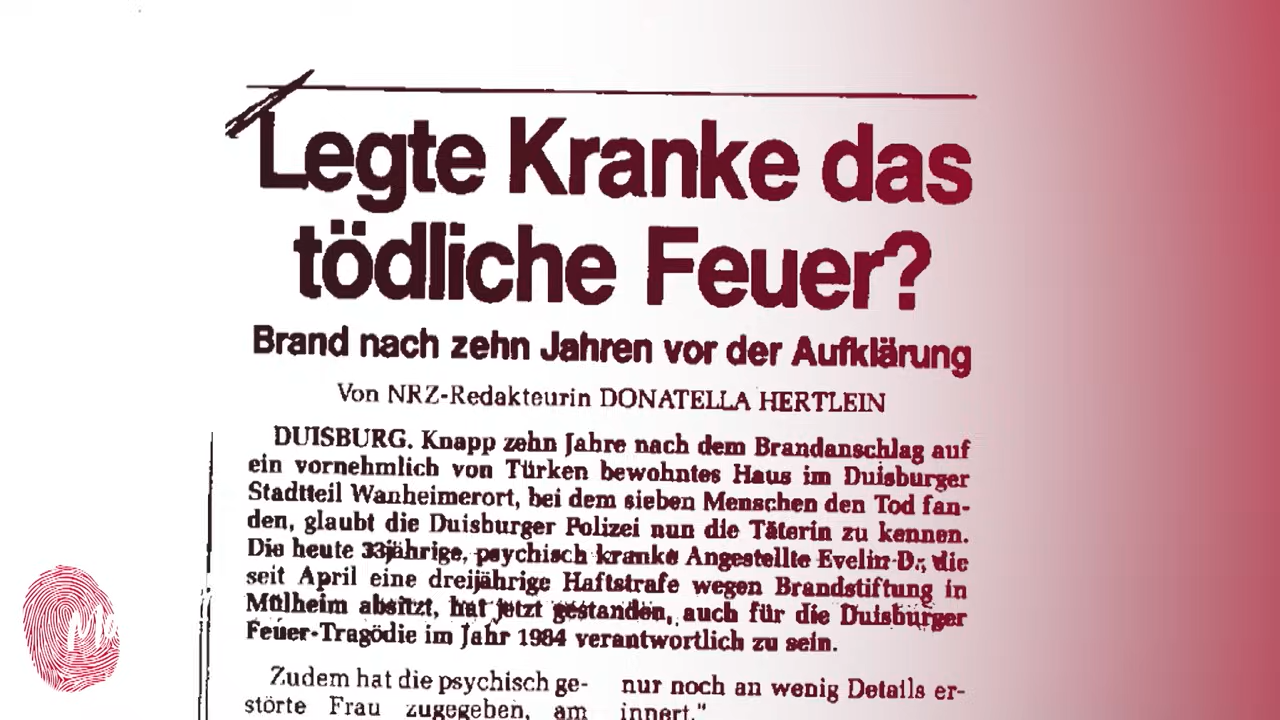 Legte Kranke das
tödliche Feuer?
Brand nach zehn Jahren vor der Aufklärung
Von NRZ-Redakteurin DONATELLA HERTLEIN
DUISBURG. Knapp zehn Jahre nach dem Brandanschlag auf
ein vornehmlich von Türken bewohntes Haus im Duisburger
Stadtteil Wanheimerort, bei dem sieben Menschen den Tod fan-
den, glaubt die Duisburger Polizei nun die Täterin zu kennen.
Die heute 33jährige, psychisch kranke Angestellte Evelin D., die
seit April eine dreijährige Haftstrafe wegen Brandstiftung in
Mülheim absitzt, hat jetzt gestanden, auch für die Duisburger
Feuer-Tragödie im Jahr 1984 verantwortlich zu sein.
Zudem hat die psychisch ge-
störte Frau zugegeben, am
nur noch an wenig Details er-
innert."